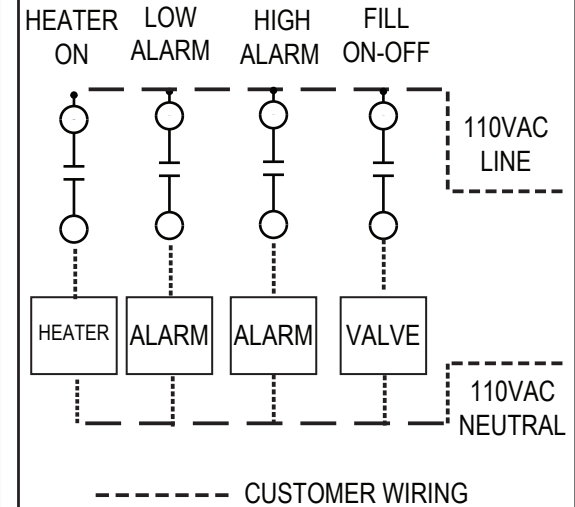 HEATER
ON
LOW
ALARM
HIGH
ALARM
FILL
ON-OFF
110VAC
LINE
HEATER
ALARM
ALARM
VALVE
110VAC
NEUTRAL
CUSTOMER WIRING